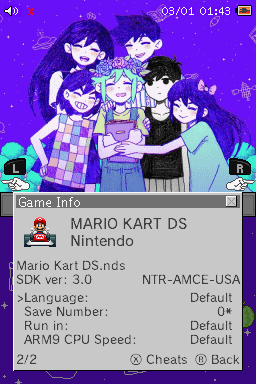 03/01 01:43
L
R
Game Info
MARIO KART DS
Nintendo
Mario Kart DS.nds
SDK ver: 3.0 NTR-AMCE-USA
>Language: Default
Save Number: 0*
Run in: Default
ARM9 CPU Speed: Default
2/2 Ⓧ Cheats Ⓑ Back